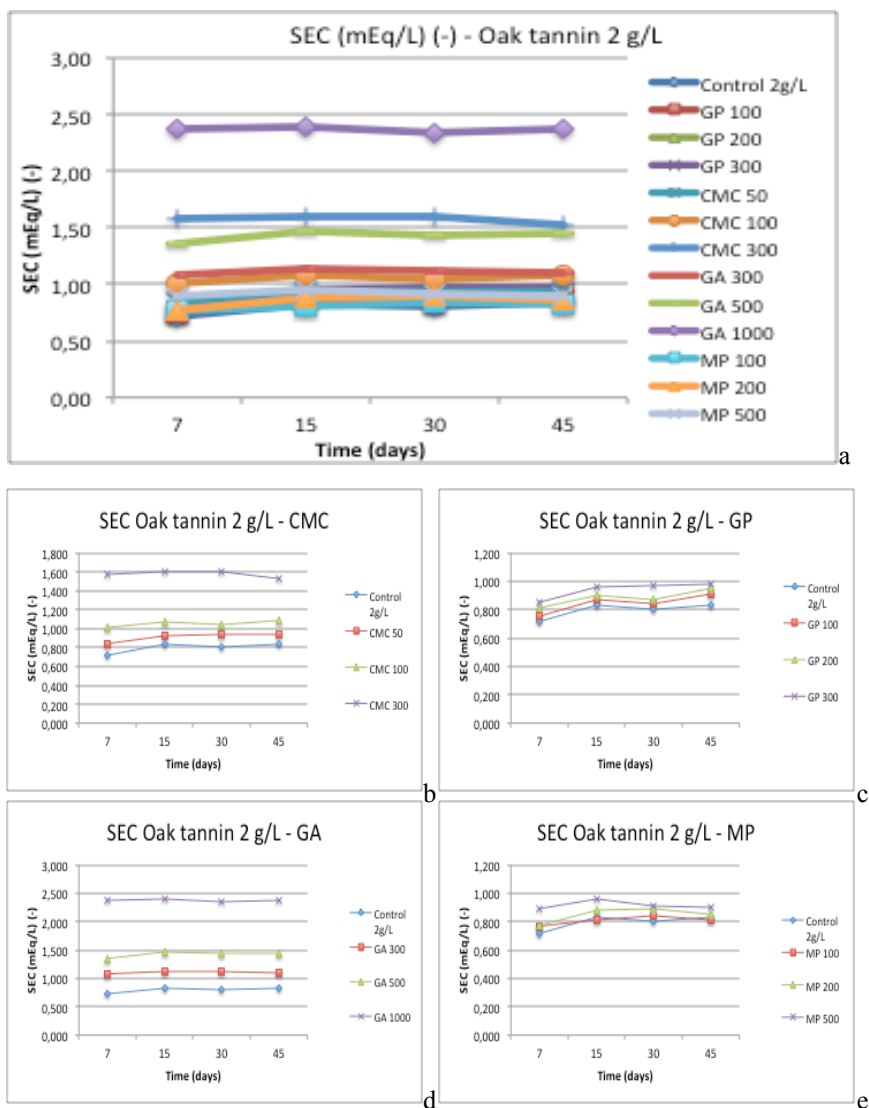 SEC (mEq/L) (-) - Oak tannin 2 g/L
3,00
2,50
2,00
1,50
1,00
0,50
0,00
SEC (mEq/L) (-)
7 15 30 45
Time (days)
Control 2g/L
GP 100
GP 200
GP 300
CMC 50
CMC 100
CMC 300
GA 300
GA 500
GA 1000
MP 100
MP 200
MP 500
a
SEC Oak tannin 2 g/L - CMC
1,800
1,600
1,400
1,200
1,000
0,800
0,600
0,400
0,200
0,000
SEC (mEq/L) (-)
7 15 30 45
Time (days)
Control
2g/L
CMC 50
CMC 100
CMC 300
b
SEC Oak tannin 2 g/L - GP
1,200
1,000
0,800
0,600
0,400
0,200
0,000
SEC (mEq/L) (-)
7 15 30 45
Time (days)
Control
2g/L
GP 100
GP 200
GP 300
c
SEC Oak tannin 2 g/L - GA
3,000
2,500
2,000
1,500
1,000
0,500
0,000
SEC (mEq/L) (-)
7 15 30 45
Time (days)
Control
2g/L
GA 300
GA 500
GA 1000
d
SEC Oak tannin 2 g/L - MP
1,200
1,000
0,800
0,600
0,400
0,200
0,000
SEC (mEq/L) (-)
7 15 30 45
Time (days)
Control
2g/L
MP 100
MP 200
MP 500
e